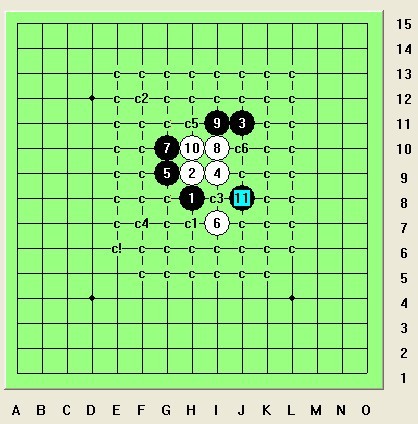 15
14
c c c c c c c c 13
c c2 c c c c c c 12
c c c c5 9 3 c c 11
c c 7 10 8 c6 c c 10
c c 5 2 4 c c c 9
c c c 1 c3 11 c c 8
c c4 c c1 6 c c c 7
c! c c c c c c c 6
c c c c c c 5
4
3
2
1
A B C D E F G H I J K L M N O